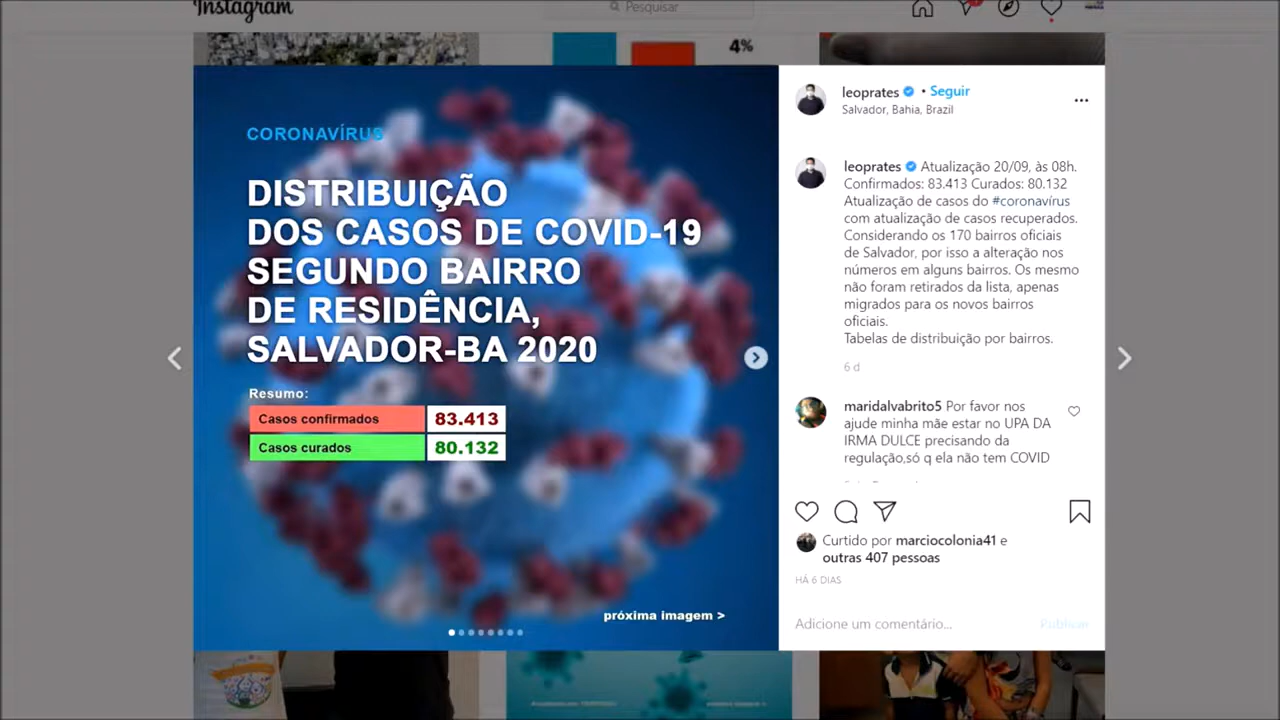 Instagram
Pesquisar
4%
CORONAVÍRUS
DISTRIBUIÇÃO
DOS CASOS DE COVID-19
SEGUNDO BAIRRO
DE RESIDÊNCIA,
SALVADOR-BA 2020
Resumo:
Casos confirmados 83.413
Casos curados 80.132
próxima imagem >
leoprates • Seguir
Salvador, Bahia, Brazil
leoprates Atualização 20/09, às 08h.
Confirmados: 83.413 Curados: 80.132
Atualização de casos do #coronavírus
com atualização de casos recuperados.
Considerando os 170 bairros oficiais
de Salvador, por isso a alteração nos
números em alguns bairros. Os mesmo
não foram retirados da lista, apenas
migrados para os novos bairros
oficiais.
Tabelas de distribuição por bairros.
6 d
maridalvabrito5 Por favor nos
ajude minha mãe estar no UPA DA
IRMA DULCE precisando da
regulação,só q ela não tem COVID
Curtido por marciocolonia41 e
outras 407 pessoas
HÁ 6 DIAS
Adicione um comentário... Publicar